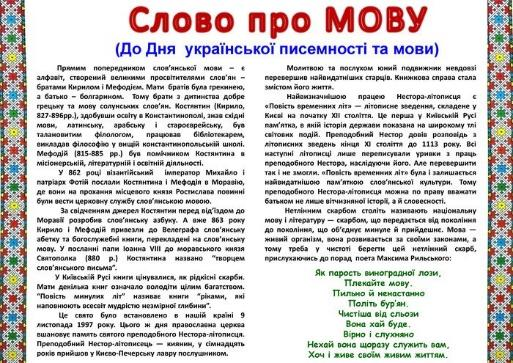 Слово про МОВУ
(До Дня української писемності та мови)
Прямим попередником слов'янської мови – є
алфавіт, створений великими просвітителями слов'ян –
братами Кирилом і Мефодієм. Мати братів була грекинею,
а батько – болгарином. Тому брати з дитинства добре
грецьку та мову солунських слов'ян. Костянтин (Кирило,
827-896рр.), здобувши освіту в Константинополі, знав східні
мови, латинську, арабську і староєврейську, був
талановитим філологом, працював бібліотекарем,
викладав філософію у вищій константинопольській школі.
Мефодій (815-885 рр.) був помічником Костянтина в
місіонерській, літературній і освітній діяльності.
У 862 році візантійський імператор Михайло і
патріарх Фотій послали Костянтина і Мефодія в Моравію,
де вони на прохання місцевого князя Ростислава повинні
були вести церковну службу слов'янською мовою.
За свідченням джерел Костянтин перед від'їздом до
Моравії розробив слов'янську азбуку. А вже 863 року
Кирило і Мефодій привезли до Велеграфа слов'янську
абетку та богослужебні книги, перекладені на слов'янську
мову. У посланні папи Іоанна VIII до моравського князя
Святополка (880 р.) Костянтина названо "творцем
слов'янського письма".
У Київській Русі книги цінувалися, як рідкісні скарби.
Мати декілька книг означало володіти цілим багатством.
"Повість минулих літ" називає книги "ріками, які
наповнюють всесвіт мудрістю незмірної глибини".
Це свято було встановлено в нашій країні 9
листопада 1997 року. Цього ж дня православна церква
вшановує память святого преподобного Нестора-літописця.
Преподобний Нестор-літописець — киянин, у сімнадцять
років прийшов у Києво-Печерську лавру послушником.
Молитвою та послухом юний подвижник невдовзі
перевершив найвидатніших старців. Книжкова справа стала
змістом його життя.
Найвизначнішою працею Нестора-літописця є
«Повість временних літ» — літописне зведення, складене у
Києві на початку XII століття. Це перша у Київській Русі
пам'ятка, в якій історія держави показана на широкому тлі
світових подій. Преподобний Нестор довів розповідь у
літописних зведень кінця XI століття до 1113 року. Всі
наступні літописці лише переписували уривки з праць
преподобного Нестора, наслідуючи його. Але перевершити
так і не змогли. «Повість временних літ» була і залишається
найвидатнішою пам'яткою слов'янської культури. Тому
преподобного Нестора-літописця можна по праву вважати
батьком не лише вітчизняної історії, а й словесності.
Нетлінним скарбом століть називають національну
мову і літературу — скарбом, що передається від покоління
до покоління, що об'єднує минуле й прийдешнє. Мова —
живий організм, вона розвивається за своїми законами, а
тому треба у чистоті берегти цей нетлінний скарб,
прислухаючись до порад поета Максима Рильського:
Як парость виноградної лози,
Плекайте мову.
Пильно й ненастанно
Політь бур'ян.
Чистіша від сльози
Вона хай буде.
Вірно і слухняно
Нехай вона щоразу служить вам,
Хоч і живе своїм живим життям.